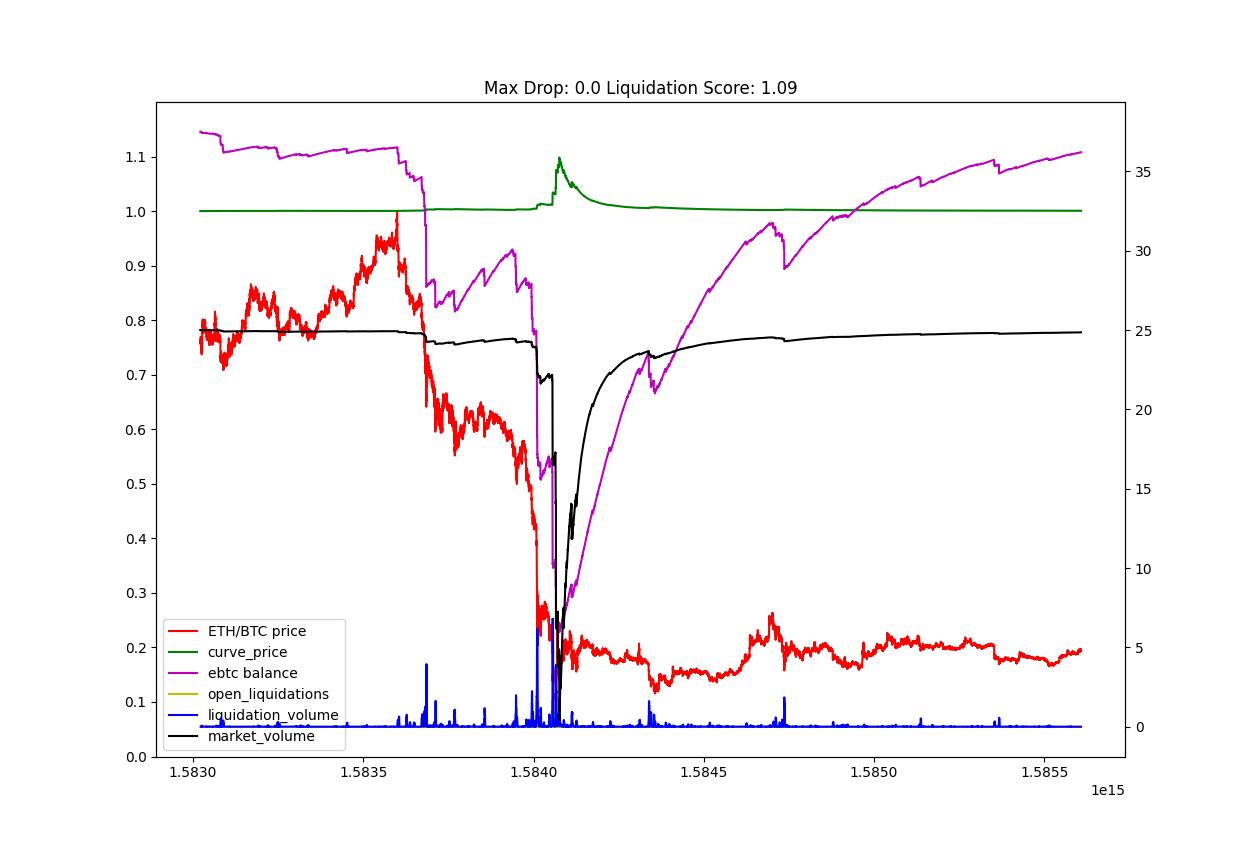 Max Drop: 0.0 Liquidation Score: 1.09
1.1
1.0
0.9
0.8
0.7
0.6
0.5
0.4
0.3
0.2
0.1
0.0
35
30
25
20
15
10
5
0
ETH/BTC price
curve_price
ebtc balance
open_liquidations
liquidation_volume
market_volume
1.5830 1.5835 1.5840 1.5845 1.5850 1.5855
1e15